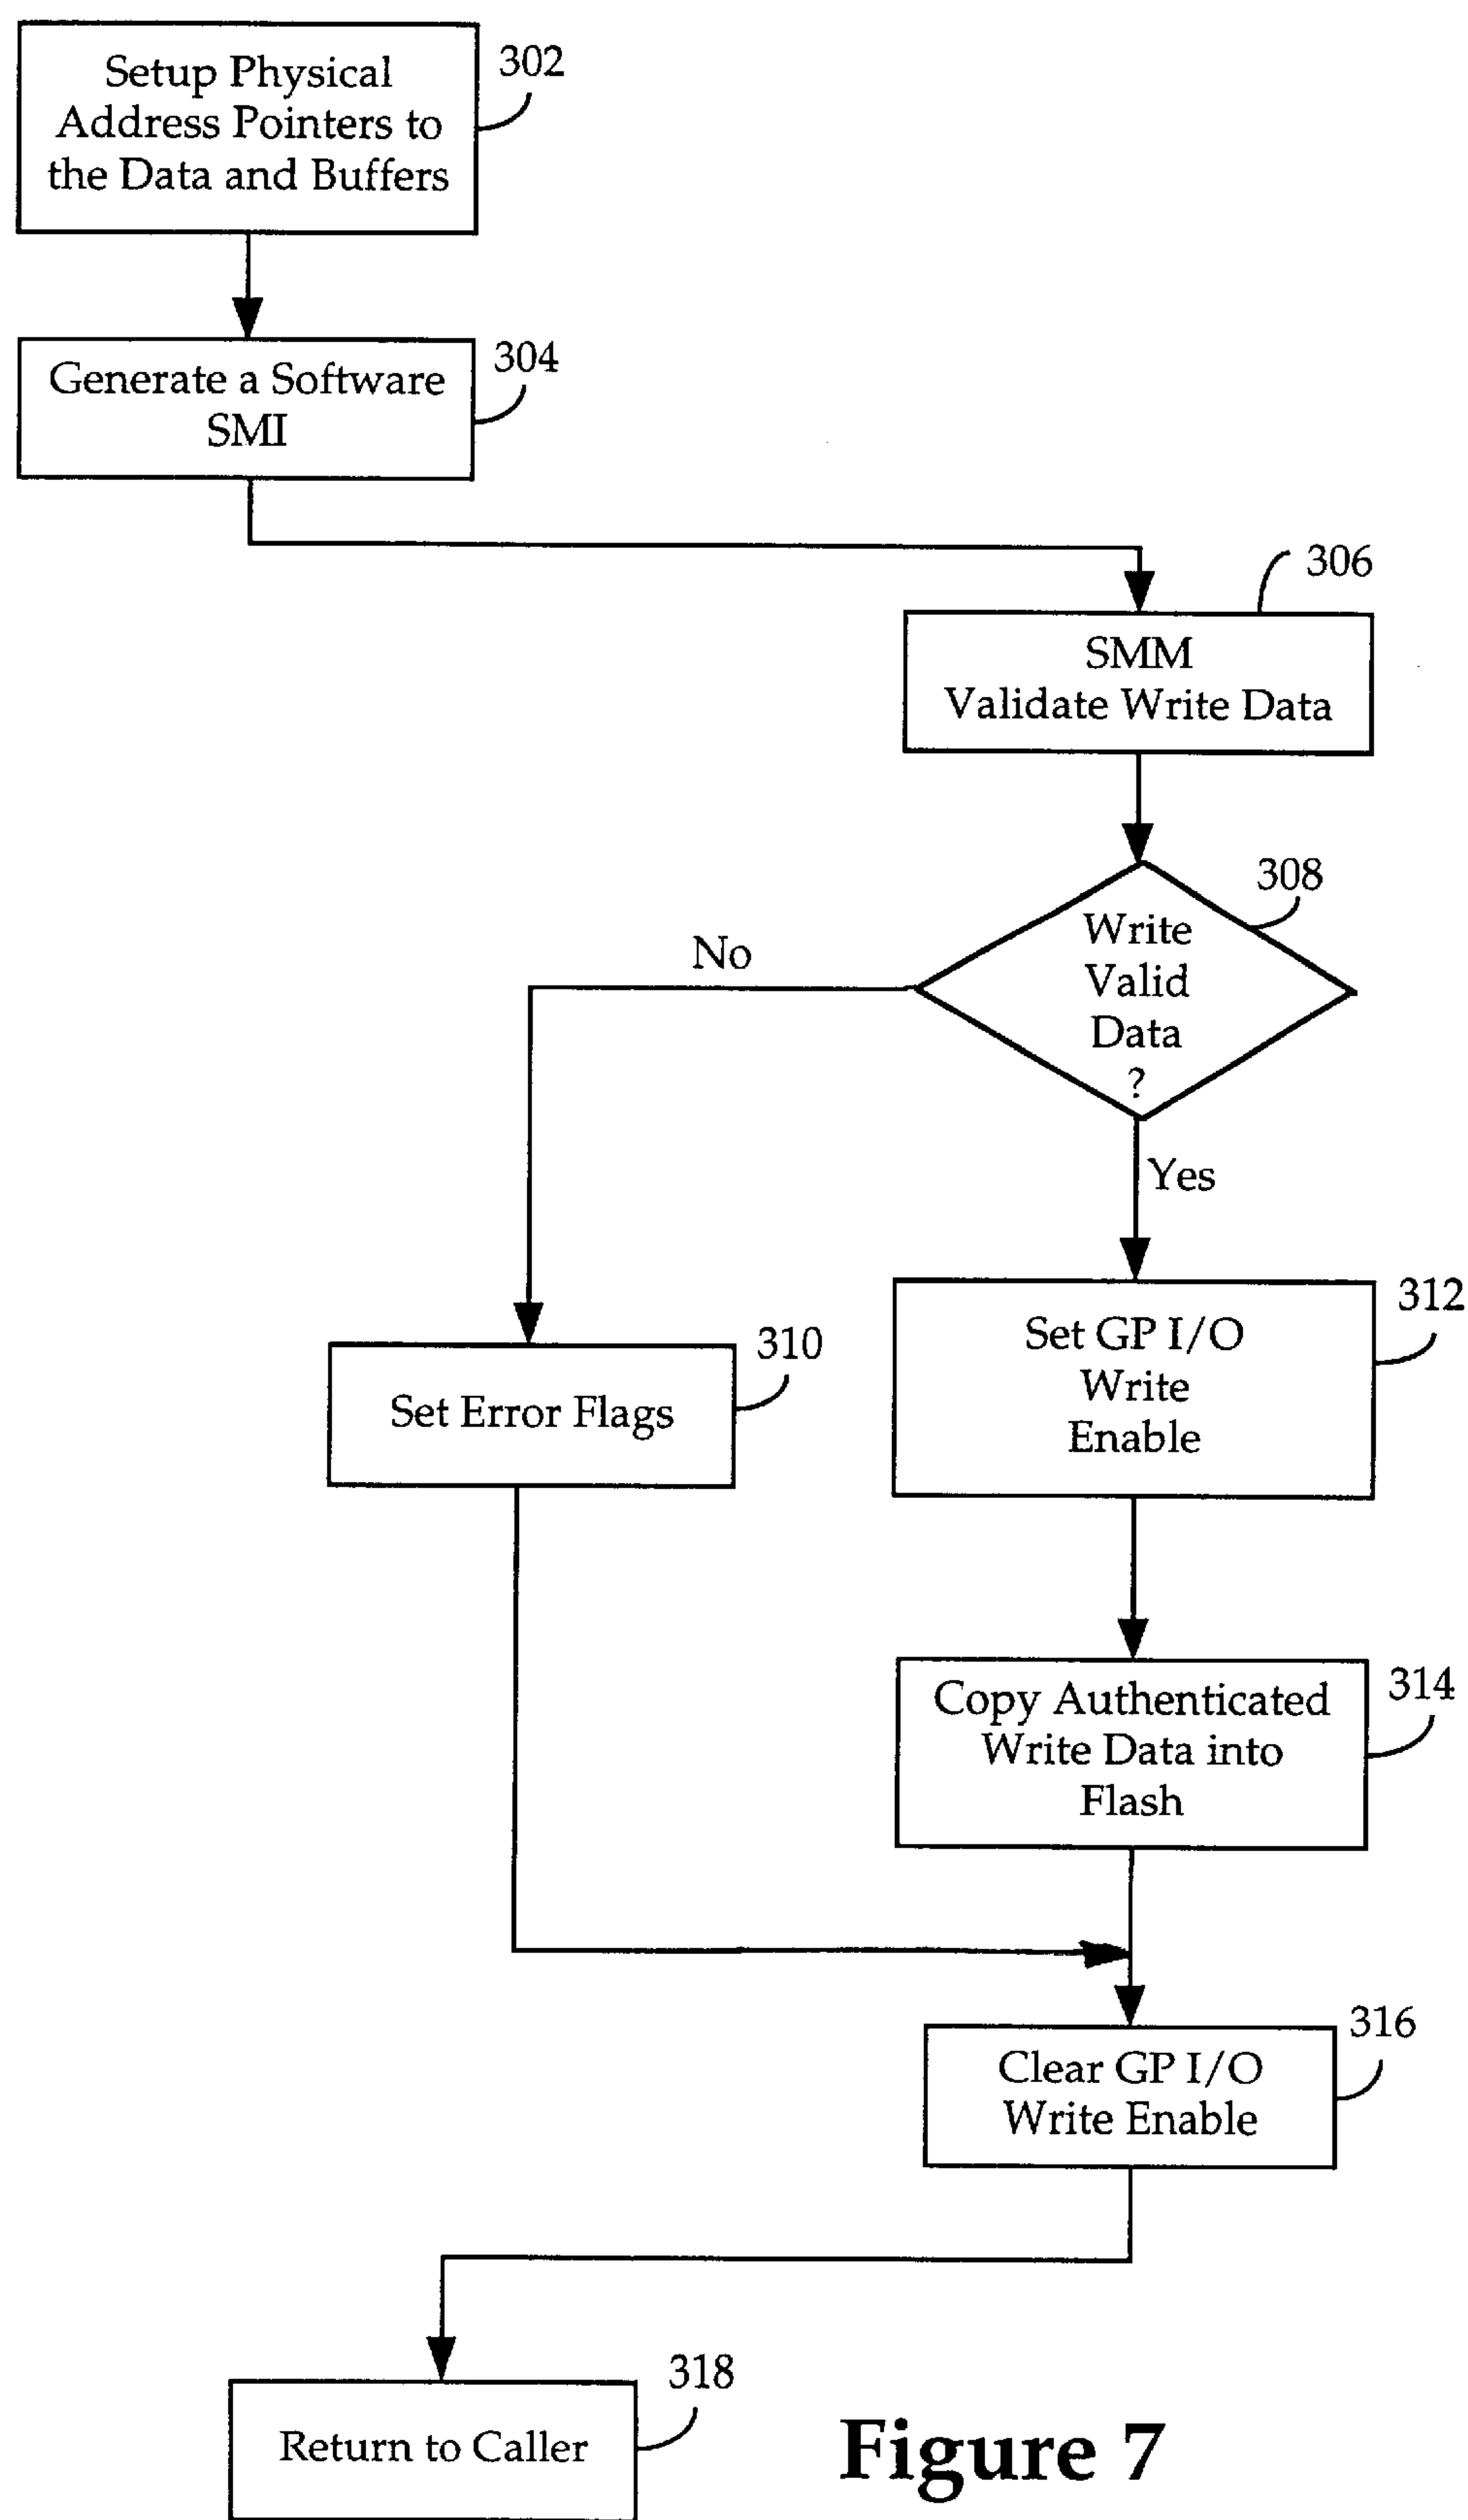 Setup Physical
Address Pointers to
the Data and Buffers
302
Generate a Software
SMI
304
306
SMM
Validate Write Data
308
Write
Valid
Data
?
No
Yes
312
Set GP I/O
Write
Enable
310
Set Error Flags
314
Copy Authenticated
Write Data into
Flash
316
Clear GP I/O
Write Enable
318
Return to Caller
Figure 7